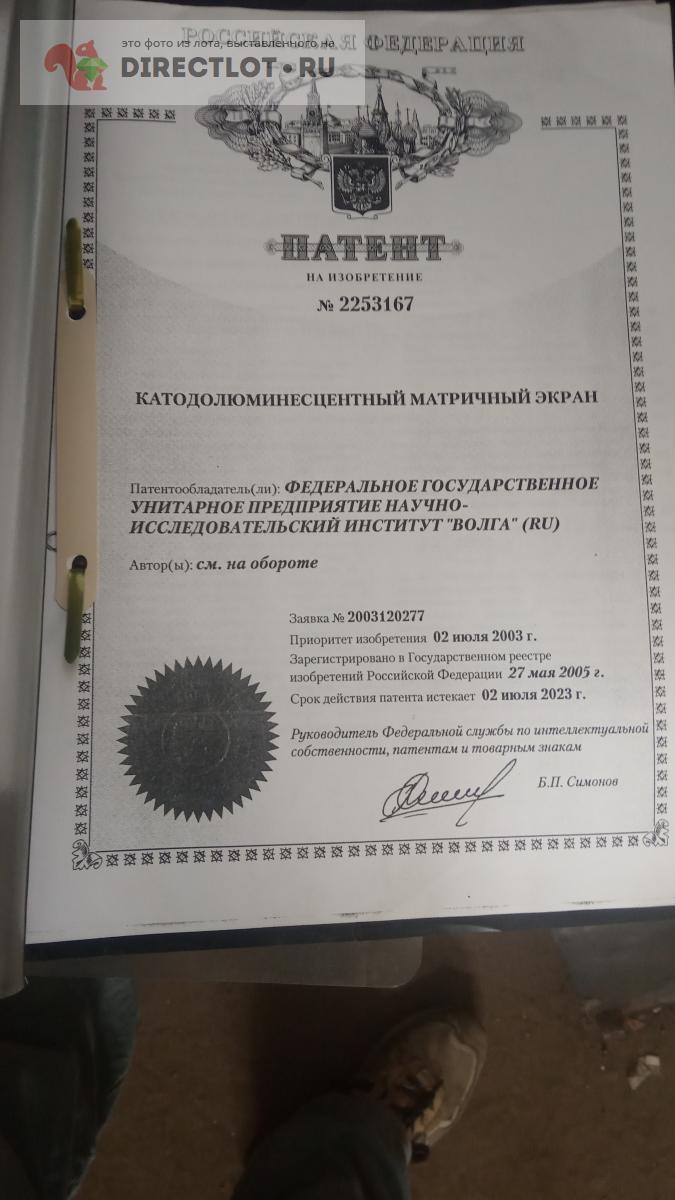 РОССИЙСКАЯ ФЕДЕРАЦИЯ
это фото из лота, выставленного на
DIRECTLOT.RU
ПАТЕНТ
НА ИЗОБРЕТЕНИЕ
№ 2253167
КАТОДОЛЮМИНЕСЦЕНТНЫЙ МАТРИЧНЫЙ ЭКРАН
Патентообладатель(ли): ФЕДЕРАЛЬНОЕ ГОСУДАРСТВЕННОЕ
УНИТАРНОЕ ПРЕДПРИЯТИЕ НАУЧНО-
ИССЛЕДОВАТЕЛЬСКИЙ ИНСТИТУТ "ВОЛГА" (RU)
Автор(ы): см. на обороте
Заявка № 2003120277
Приоритет изобретения 02 июля 2003 г.
Зарегистрировано в Государственном реестре
изобретений Российской Федерации 27 мая 2005 г.
Срок действия патента истекает 02 июля 2023 г.
Руководитель Федеральной службы по интеллектуальной
собственности, патентам и товарным знакам
Б.П. Симонов